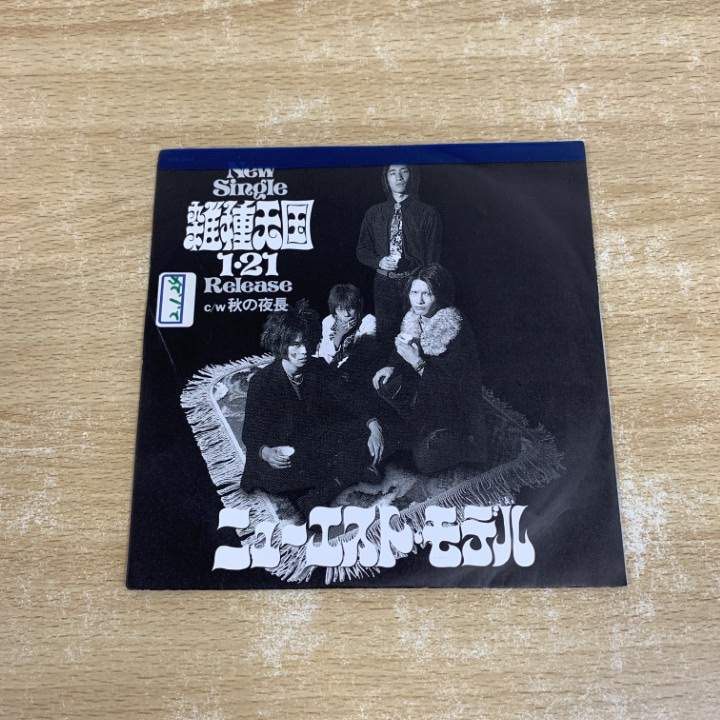 New
Single
雑種天国
1・21
Release
c/w 秋の夜長
ニューエスト・モデル